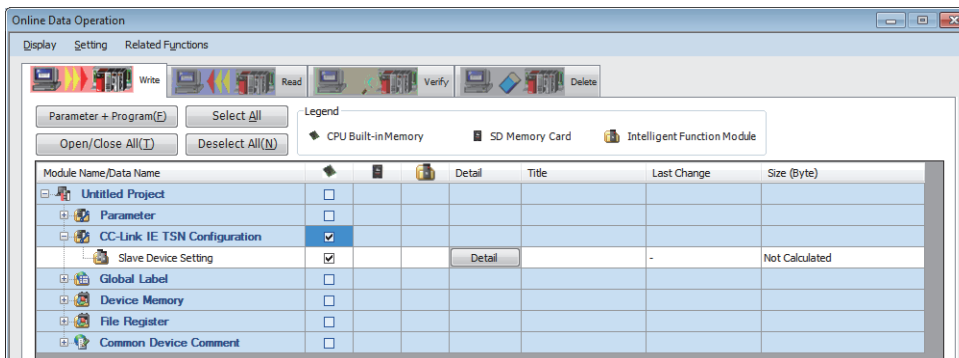 Online Data Operation
Display Setting Related Functions
Write Read Verify Delete
Parameter + Program(F) Select All Legend
CPU Built-in Memory SD Memory Card Intelligent Function Module
Open/Close All(T) Deselect All(N)
Module Name/Data Name Detail Title Last Change Size (Byte)
Untitled Project
Parameter
CC-Link IE TSN Configuration
Slave Device Setting Detail - Not Calculated
Global Label
Device Memory
File Register
Common Device Comment